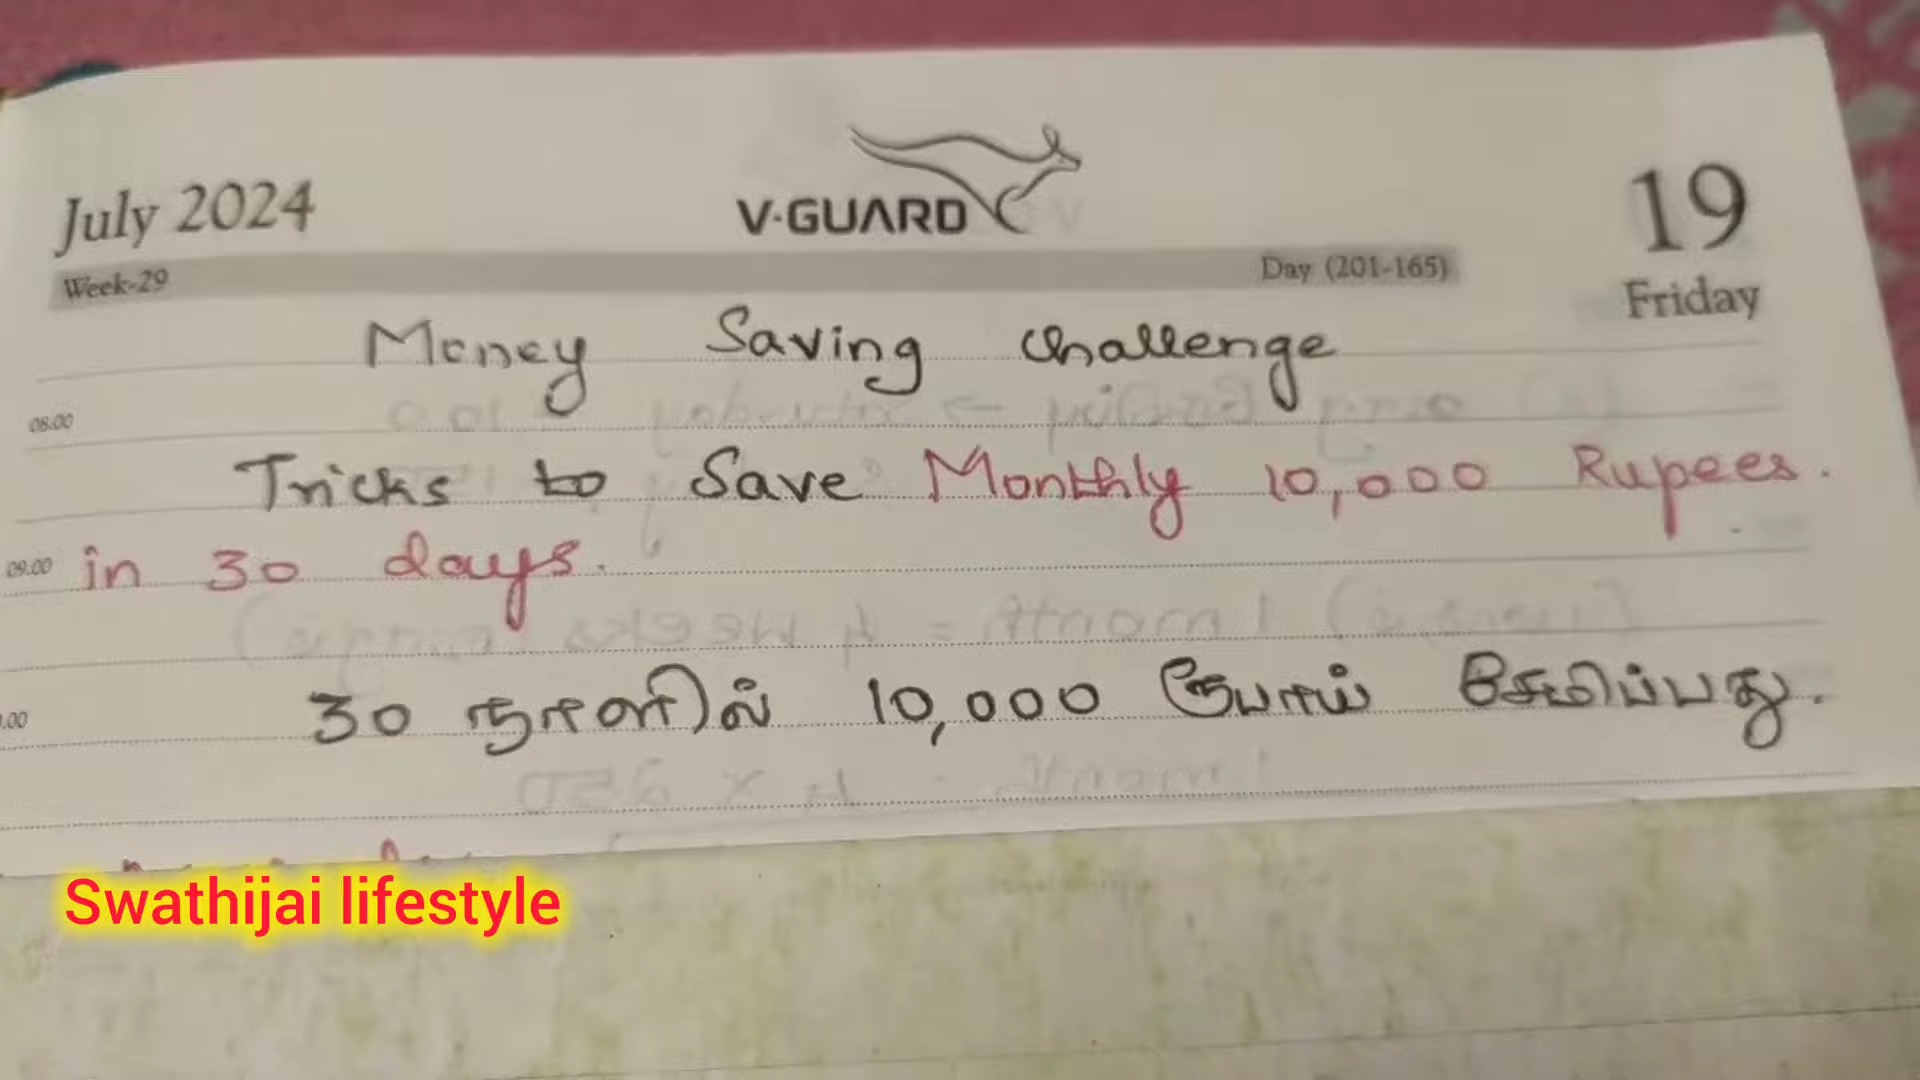 July 2024
V-GUARD
19
Week-29
Day (201-165)
Friday
Money Saving challenge
08.00
Tricks to Save Monthly 10,000 Rupees.
09.00 in 30 days.
.00
30 நாளில் 10,000 ரூபாய் சேமிப்பது.
Swathijai lifestyle